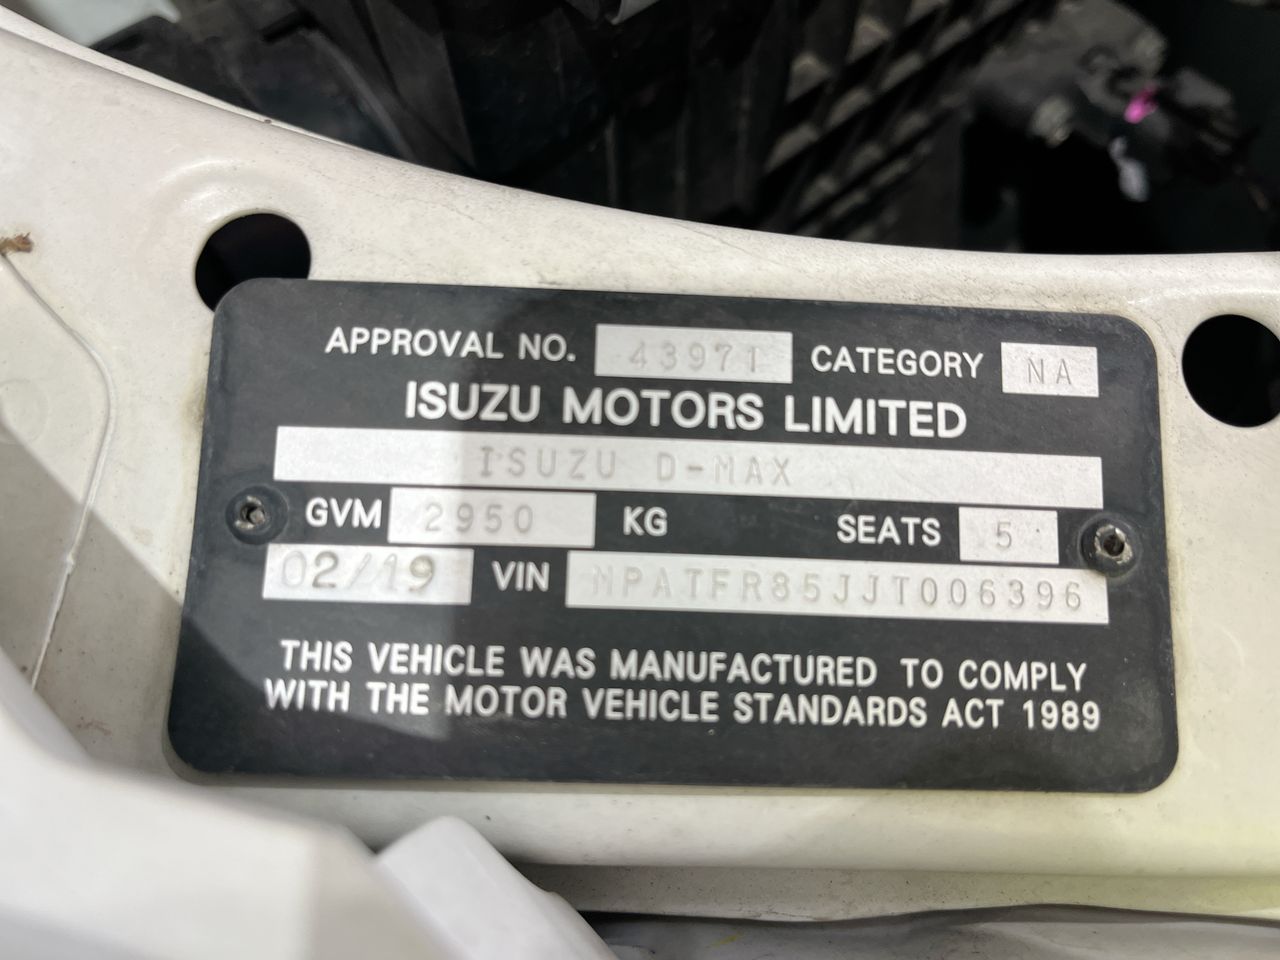 APPROVAL NO. 43971 CATEGORY NA
ISUZU MOTORS LIMITED
ISUZU D-MAX
GVM 2950 KG SEATS 5
02/19 VIN MPATFR85JJT006396
THIS VEHICLE WAS MANUFACTURED TO COMPLY
WITH THE MOTOR VEHICLE STANDARDS ACT 1989